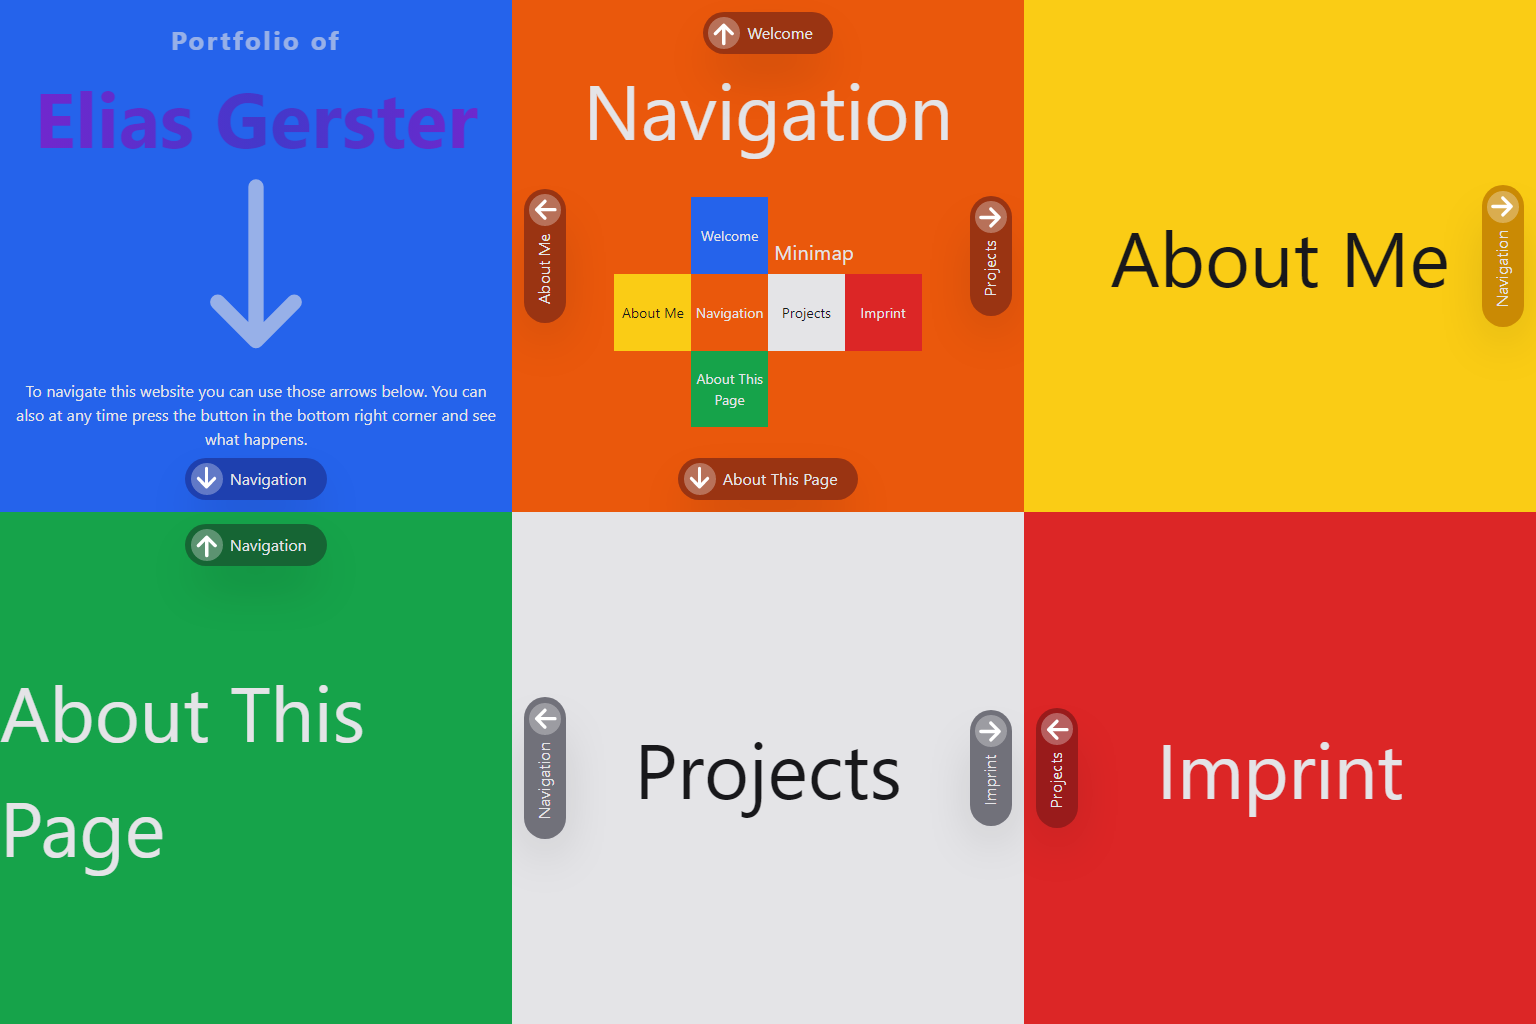 Portfolio of
Elias Gerster
To navigate this website you can use those arrows below. You can
also at any time press the button in the bottom right corner and see
what happens.
Navigation
Welcome
Navigation
About Me
Projects
Welcome
Minimap
About Me
Navigation
Projects
Imprint
About This
Page
About This Page
About Me
Navigation
Navigation
About This
Page
Navigation
Projects
Imprint
Projects
Imprint